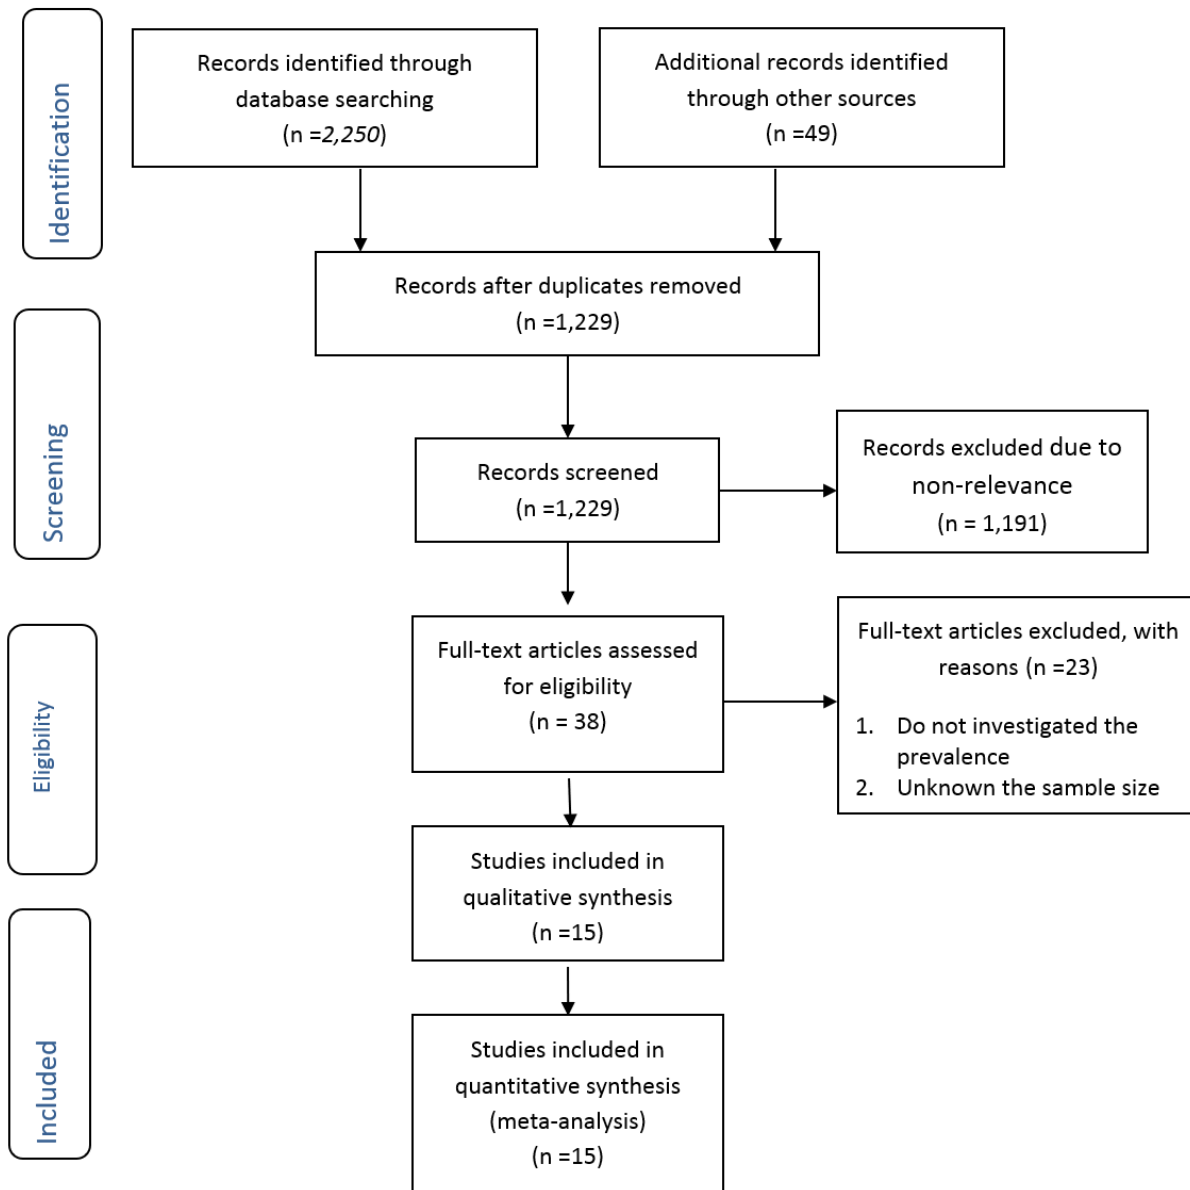 Identification
Records identified through
database searching
(n =2,250)
Additional records identified
through other sources
(n =49)
Records after duplicates removed
(n =1,229)
Screening
Records screened
(n =1,229)
Records excluded due to
non-relevance
(n = 1,191)
Eligibility
Full-text articles assessed
for eligibility
(n = 38)
Full-text articles excluded, with
reasons (n =23)
1. Do not investigated the
prevalence
2. Unknown the sample size
Studies included in
qualitative synthesis
(n =15)
Included
Studies included in
quantitative synthesis
(meta-analysis)
(n =15)